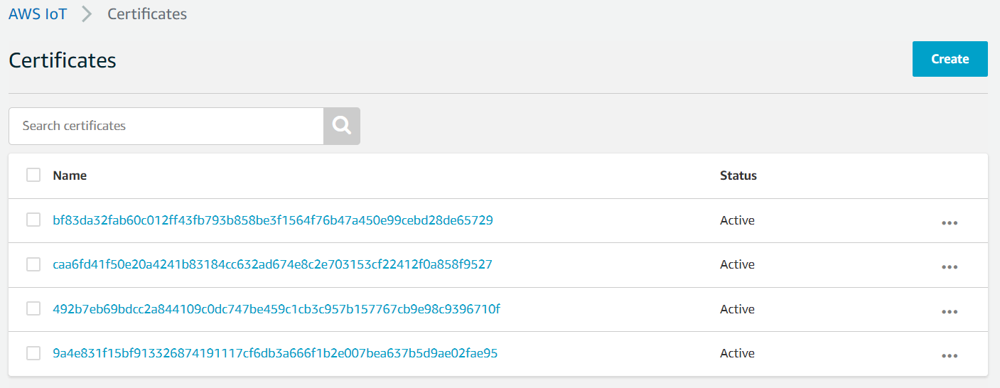 AWS IoT > Certificates
Certificates
Create
Search certificates
Name Status
bf83da32fab60c012ff43fb793b858be3f1564f76b47a450e99cebd28de65729 Active
caa6fd41f50e20a4241b83184cc632ad674e8c2e703153cf22412f0a858f9527 Active
492b7eb69bdcc2a844109c0dc747be459c1cb3c957b157767cb9e98c9396710f Active
9a4e831f15bf913326874191117cf6db3a666f1b2e007bea637b5d9ae02fae95 Active